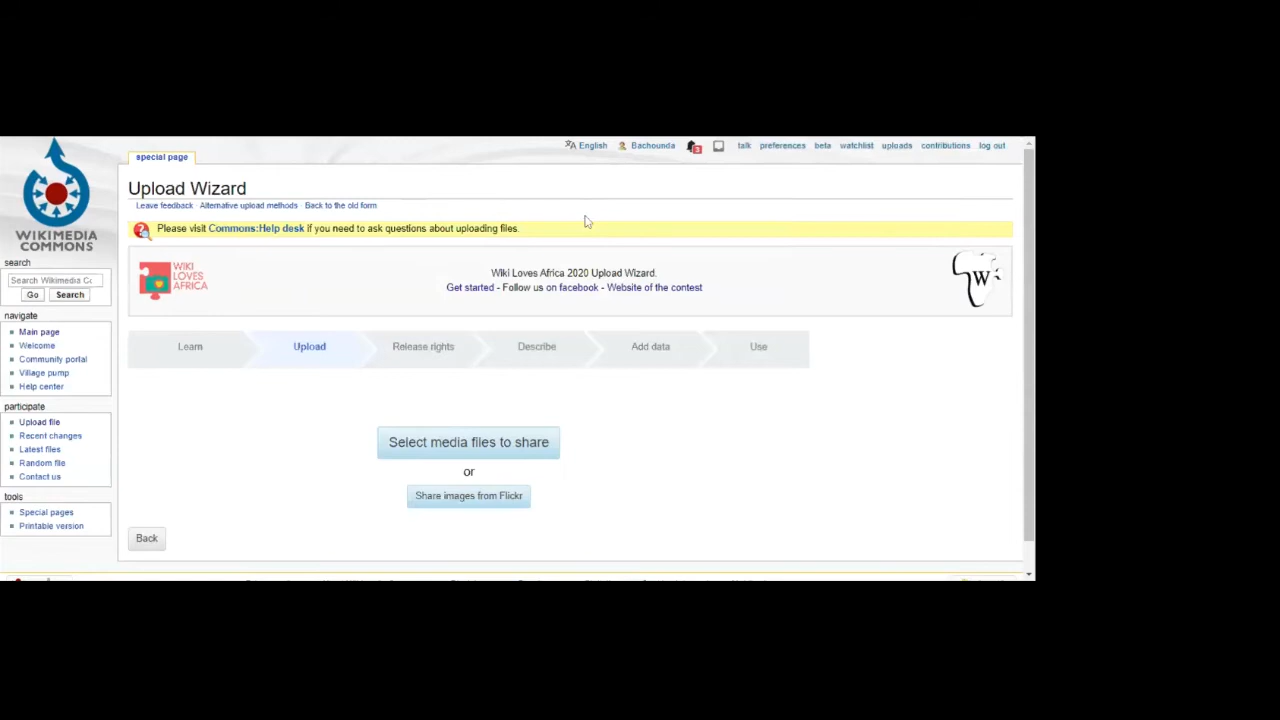 English Bachounda 3 talk preferences beta watchlist uploads contributions log out
special page
Upload Wizard
Leave feedback · Alternative upload methods · Back to the old form
Please visit Commons:Help desk if you need to ask questions about uploading files.
WIKI
LOVES
AFRICA
Wiki Loves Africa 2020 Upload Wizard.
Get started - Follow us on facebook - Website of the contest
W
WIKIMEDIA
COMMONS
search
Search Wikimedia Cc
Go Search
navigate
Main page
Welcome
Community portal
Village pump
Help center
participate
Upload file
Recent changes
Latest files
Random file
Contact us
tools
Special pages
Printable version
Learn Upload Release rights Describe Add data Use
Select media files to share
or
Share images from Flickr
Back